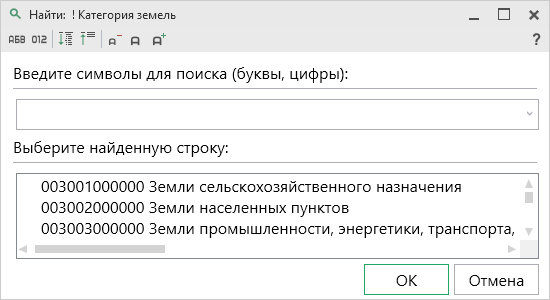 Найти: ! Категория земель
АБВ 012 а− а а+ ?
Введите символы для поиска (буквы, цифры):
Выберите найденную строку:
003001000000 Земли сельскохозяйственного назначения
003002000000 Земли населенных пунктов
003003000000 Земли промышленности, энергетики, транспорта,
ОК Отмена